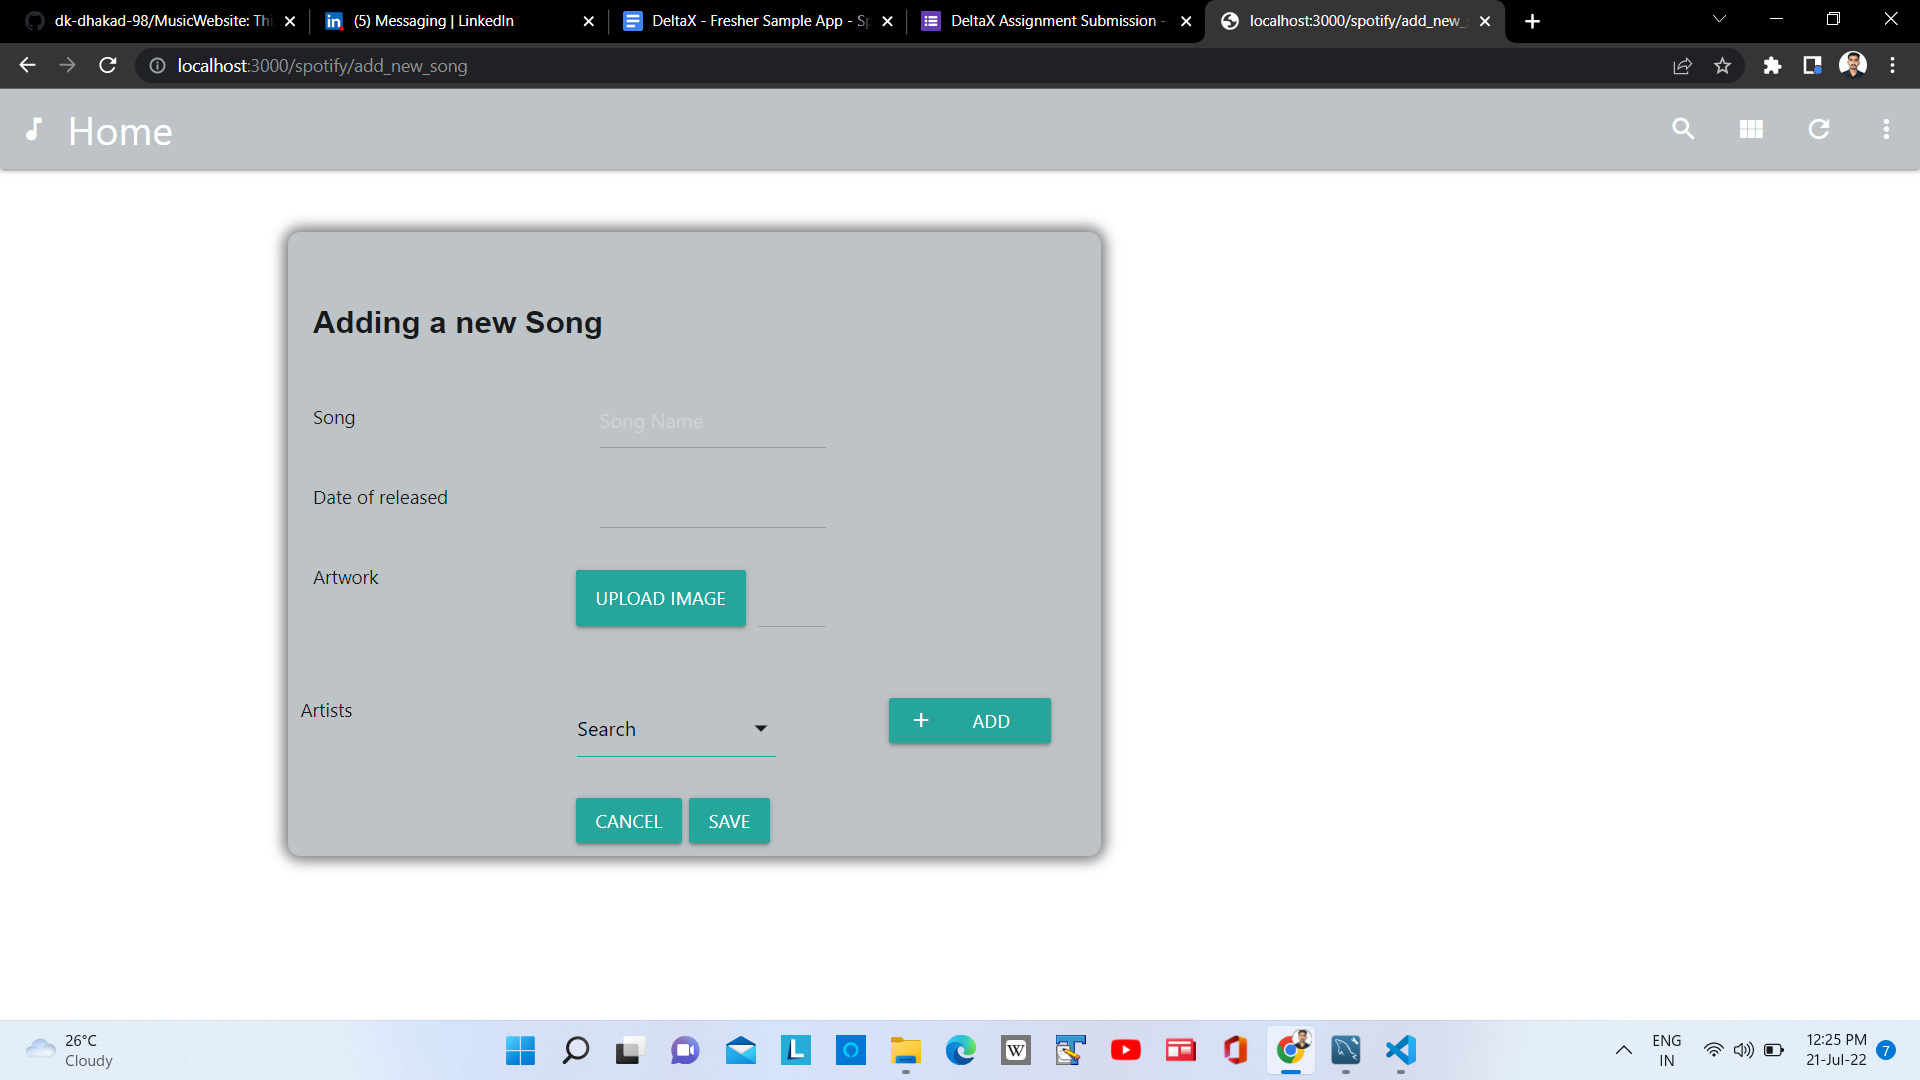 dk-dhakad-98/MusicWebsite: Thi
(5) Messaging | LinkedIn
DeltaX - Fresher Sample App - Sp
DeltaX Assignment Submission -
localhost:3000/spotify/add_new_s
localhost:3000/spotify/add_new_song
Home
Adding a new Song
Song
Song Name
Date of released
Artwork
UPLOAD IMAGE
Artists
Search
+ ADD
CANCEL
SAVE
26°C
Cloudy
L
W
ENG
IN
12:25 PM
21-Jul-22
7